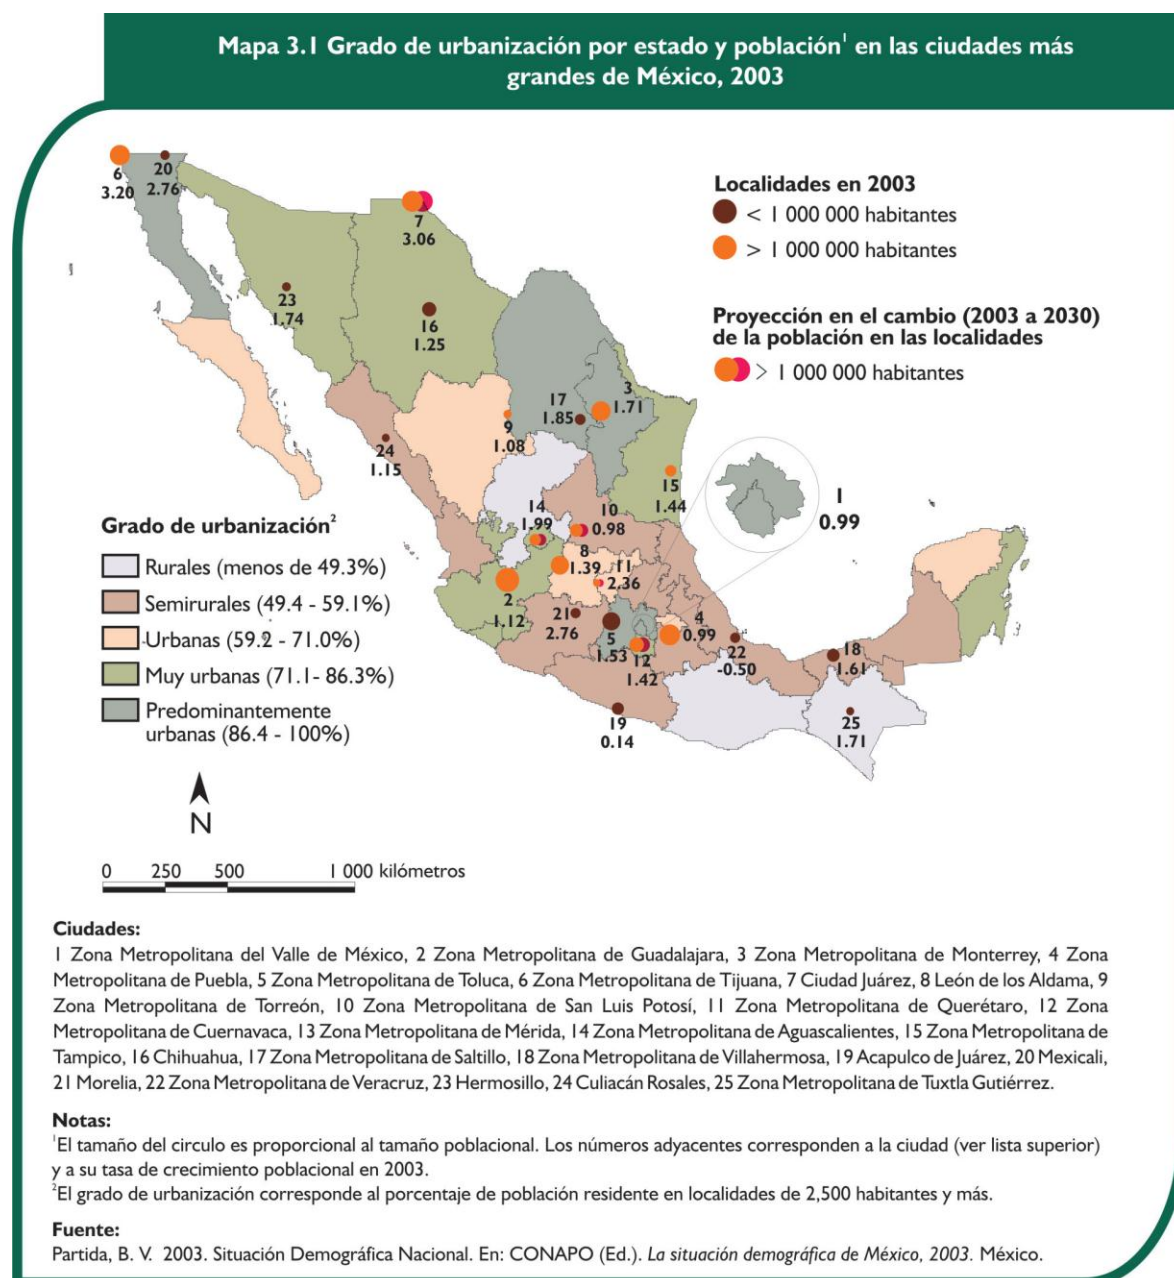 Mapa 3.1 Grado de urbanización por estado y población¹ en las ciudades más
grandes de México, 2003
6
3.20
20
2.76
7
3.06
Localidades en 2003
< 1 000 000 habitantes
> 1 000 000 habitantes
Proyección en el cambio (2003 a 2030)
de la población en las localidades
> 1 000 000 habitantes
23
1.74
16
1.25
3
1.71
17
1.85
9
1.08
24
1.15
15
1.44
1
0.99
10
0.98
14
1.99
8
1.39
11
2.36
2
1.12
21
2.76
5
1.53
12
1.42
4
0.99
22
-0.50
18
1.61
19
0.14
25
1.71
Grado de urbanización²
Rurales (menos de 49.3%)
Semirurales (49.4 - 59.1%)
Urbanas (59.2 - 71.0%)
Muy urbanas (71.1- 86.3%)
Predominantemente
urbanas (86.4 - 100%)
N
0 250 500 1 000 kilómetros
Ciudades:
1 Zona Metropolitana del Valle de México, 2 Zona Metropolitana de Guadalajara, 3 Zona Metropolitana de Monterrey, 4 Zona
Metropolitana de Puebla, 5 Zona Metropolitana de Toluca, 6 Zona Metropolitana de Tijuana, 7 Ciudad Juárez, 8 León de los Aldama, 9
Zona Metropolitana de Torreón, 10 Zona Metropolitana de San Luis Potosí, 11 Zona Metropolitana de Querétaro, 12 Zona
Metropolitana de Cuernavaca, 13 Zona Metropolitana de Mérida, 14 Zona Metropolitana de Aguascalientes, 15 Zona Metropolitana de
Tampico, 16 Chihuahua, 17 Zona Metropolitana de Saltillo, 18 Zona Metropolitana de Villahermosa, 19 Acapulco de Juárez, 20 Mexicali,
21 Morelia, 22 Zona Metropolitana de Veracruz, 23 Hermosillo, 24 Culiacán Rosales, 25 Zona Metropolitana de Tuxtla Gutiérrez.
Notas:
¹El tamaño del circulo es proporcional al tamaño poblacional. Los números adyacentes corresponden a la ciudad (ver lista superior)
y a su tasa de crecimiento poblacional en 2003.
²El grado de urbanización corresponde al porcentaje de población residente en localidades de 2,500 habitantes y más.
Fuente:
Partida, B. V. 2003. Situación Demográfica Nacional. En: CONAPO (Ed.). La situación demográfica de México, 2003. México.